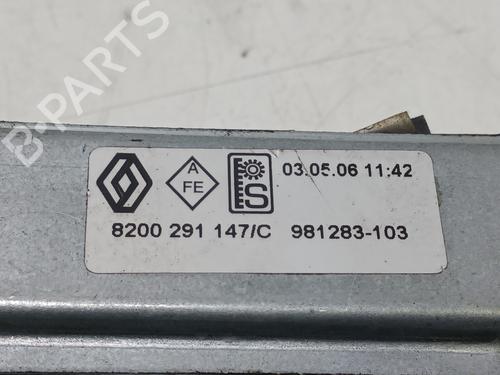 B-PARTS
A
FE
S
03.05.06 11:42
8200 291 147/C 981283-103